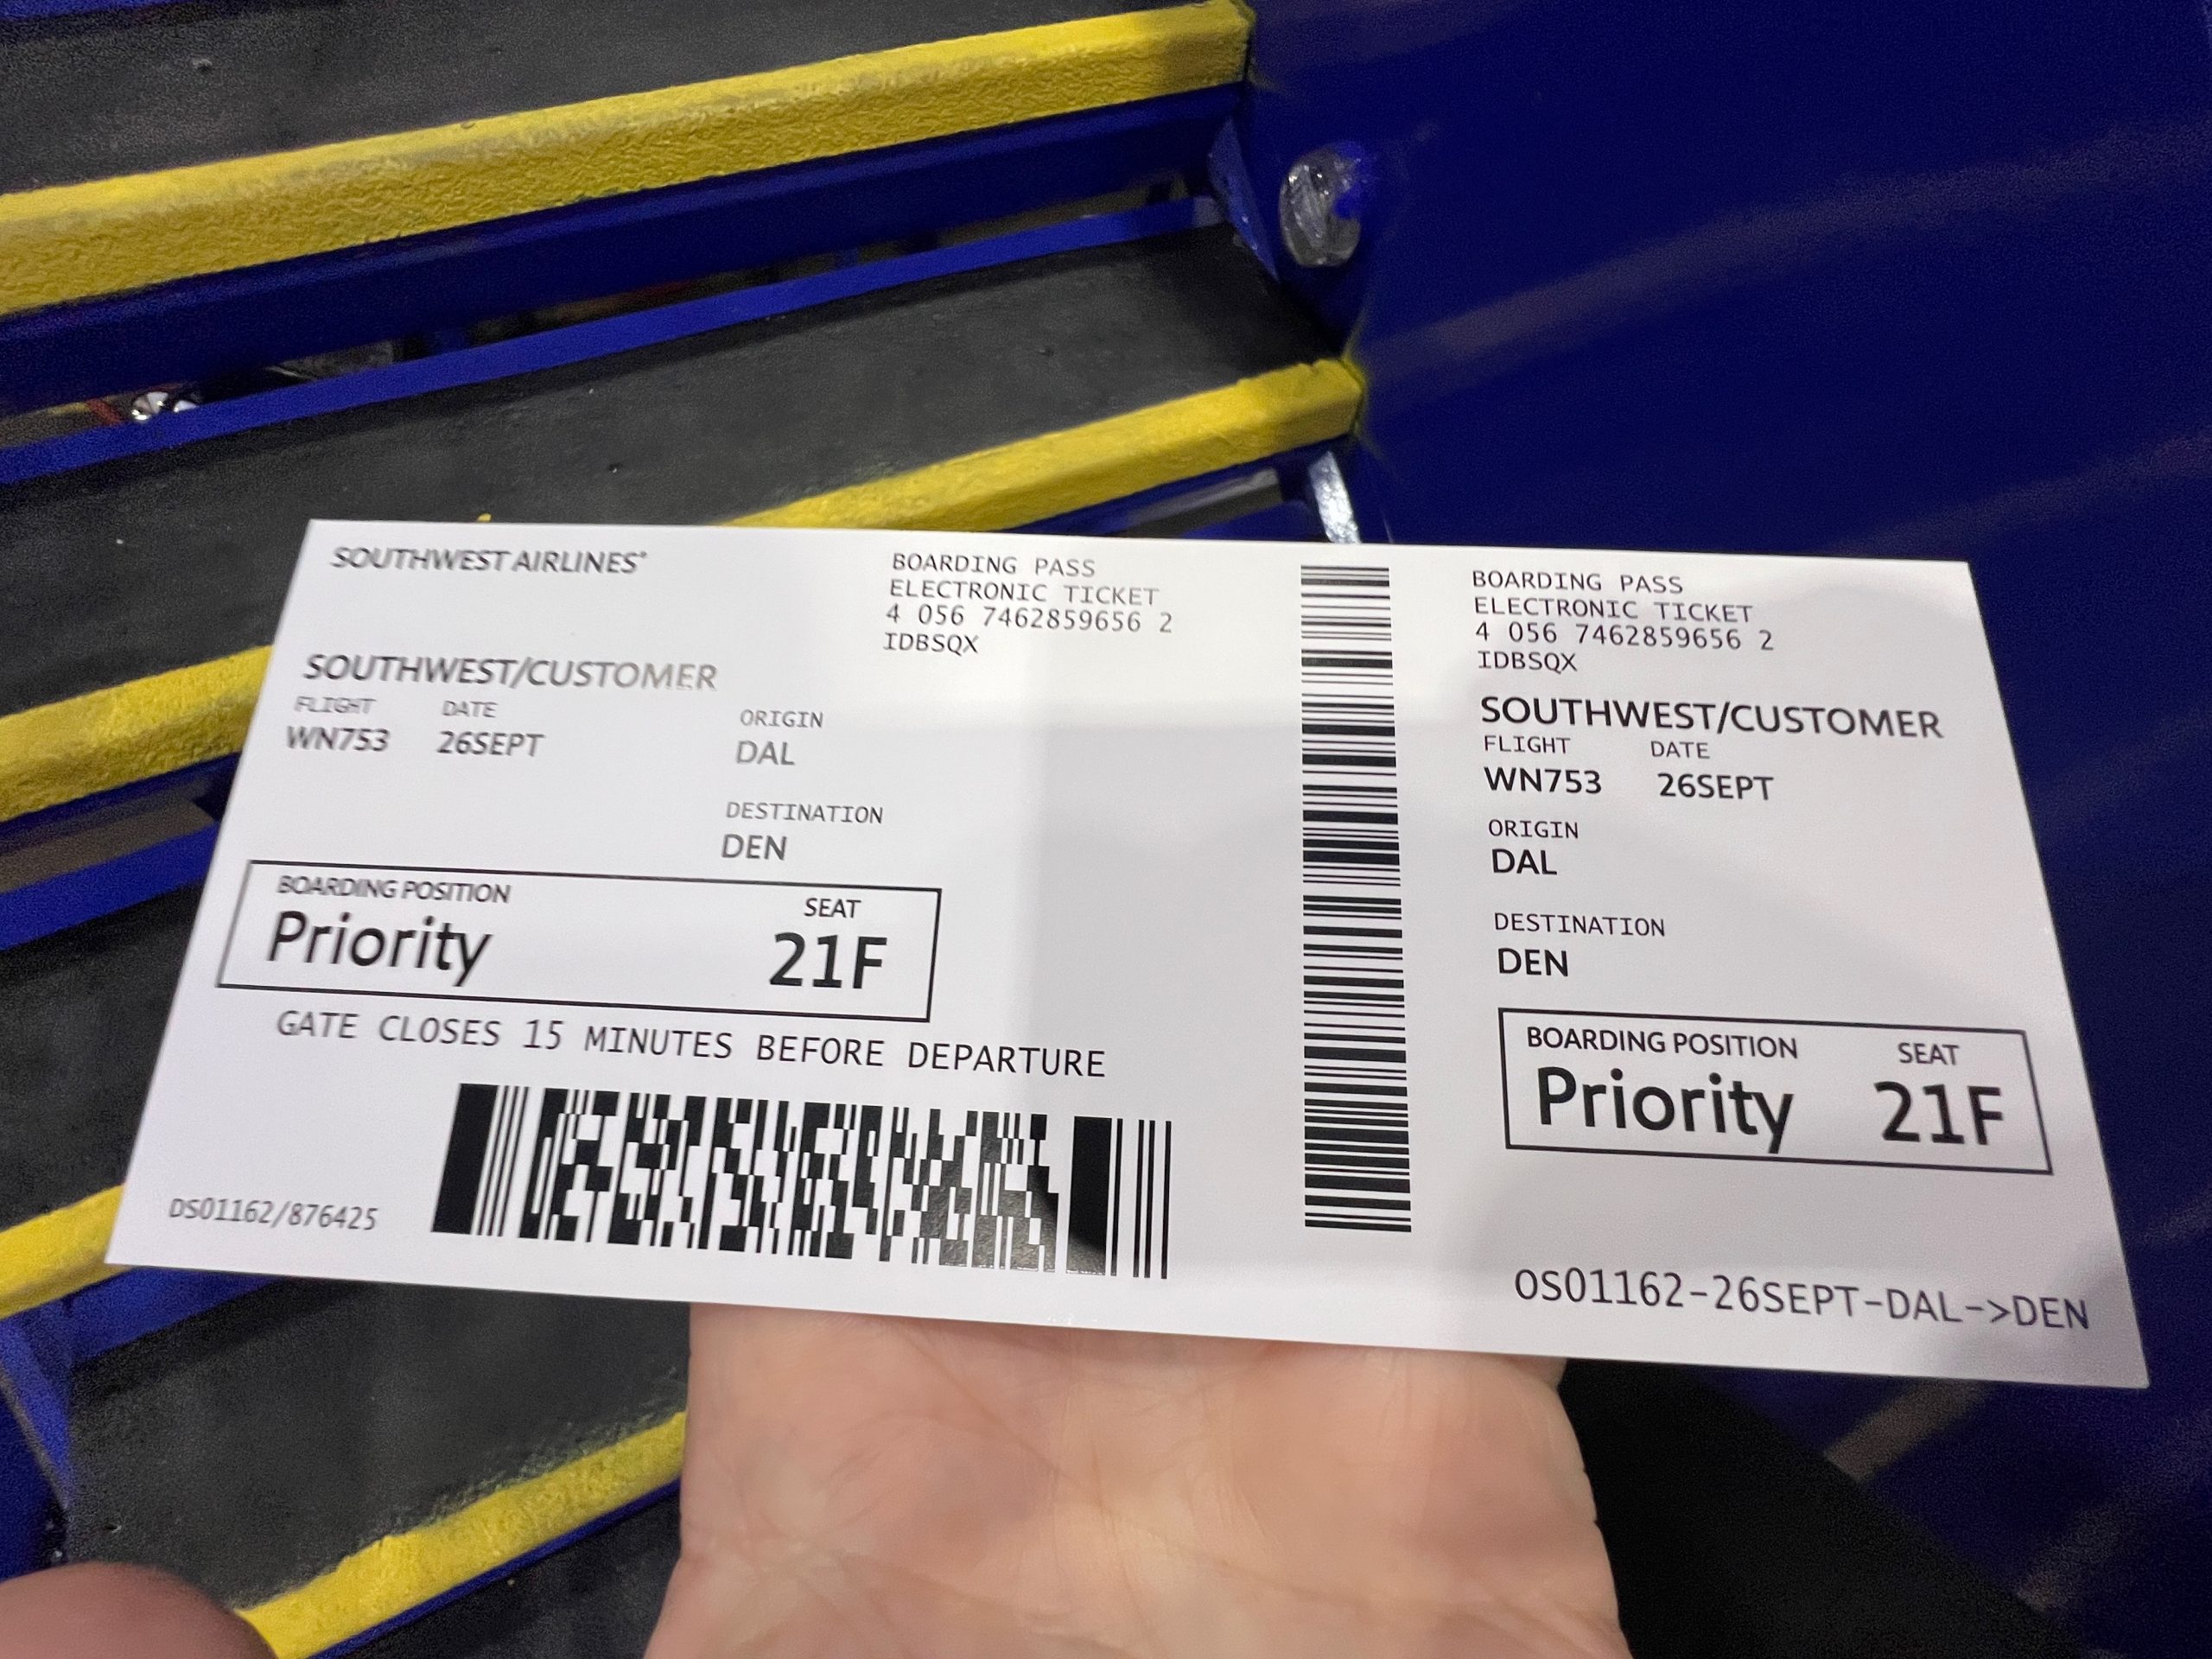 SOUTHWEST AIRLINES®
BOARDING PASS
ELECTRONIC TICKET
4 056 7462859656 2
IDBSQX
SOUTHWEST/CUSTOMER
FLIGHT DATE ORIGIN
WN753 26SEPT DAL
DESTINATION
DEN
BOARDING POSITION SEAT
Priority 21F
GATE CLOSES 15 MINUTES BEFORE DEPARTURE
DS01162/876425
BOARDING PASS
ELECTRONIC TICKET
4 056 7462859656 2
IDBSQX
SOUTHWEST/CUSTOMER
FLIGHT DATE
WN753 26SEPT
ORIGIN
DAL
DESTINATION
DEN
BOARDING POSITION SEAT
Priority 21F
OS01162-26SEPT-DAL->DEN